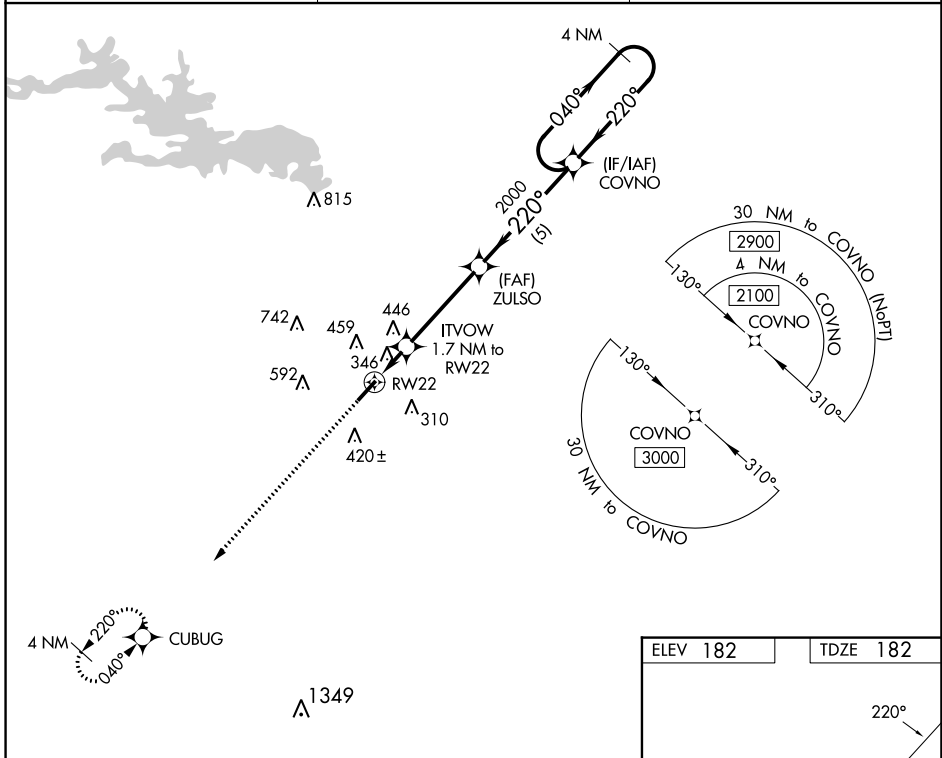 4 NM
040°
220°
(IF/IAF)
COVNO
2000
220°
(5)
815
(FAF)
ZULSO
30 NM to COVNO (NoPT)
2900
4 NM to COVNO
2100
130°
COVNO
310°
742
459
446
346
ITVOW
1.7 NM to
RW22
592
RW22
310
420±
130°
COVNO
3000
310°
30 NM to COVNO
4 NM
220°
040°
CUBUG
1349
ELEV 182
TDZE 182
220°